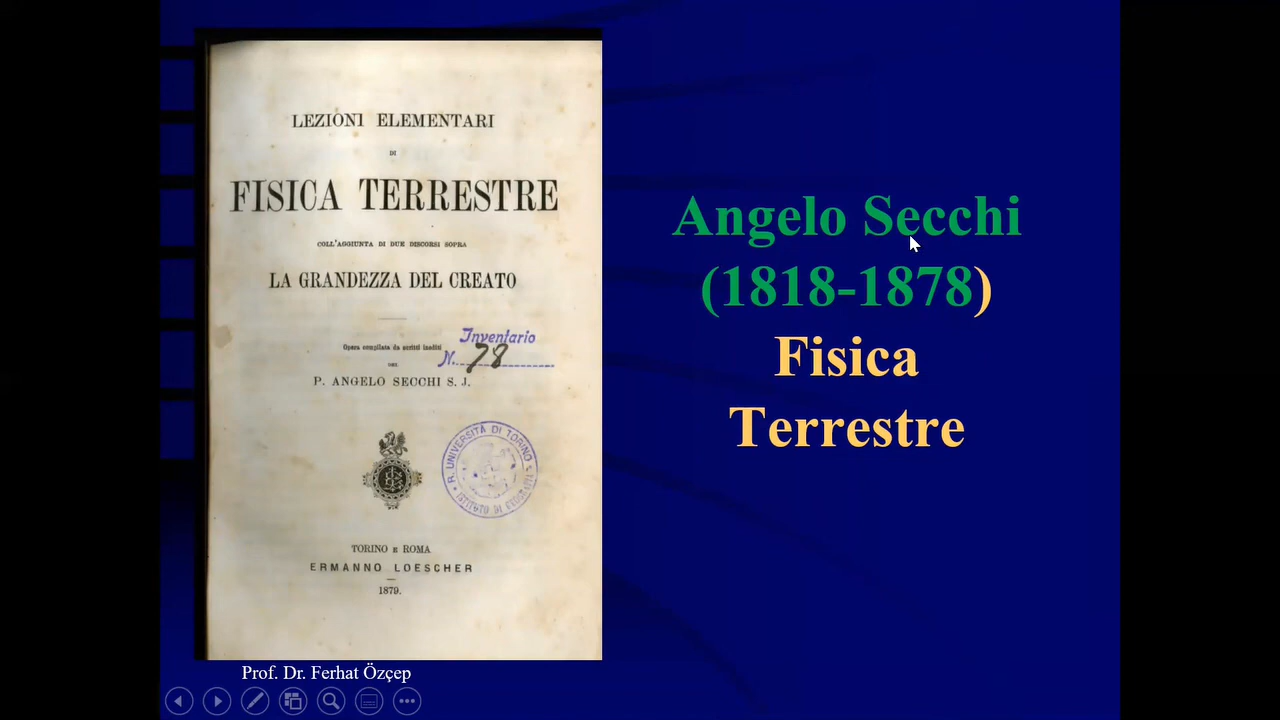 LEZIONI ELEMENTARI
DI
FISICA TERRESTRE
COLL'AGGIUNTA DI DUE DISCORSI SOPRA
LA GRANDEZZA DEL CREATO
Opera compilata da scritti inediti
DEL
Inventario
N. 78
P. ANGELO SECCHI S. J.
R. UNIVERSITÀ DI TORINO
ISTITUTO DI
TORINO E ROMA
ERMANNO LOESCHER
1879.
Angelo Secchi
(1818-1878)
Fisica
Terrestre
Prof. Dr. Ferhat Özçep